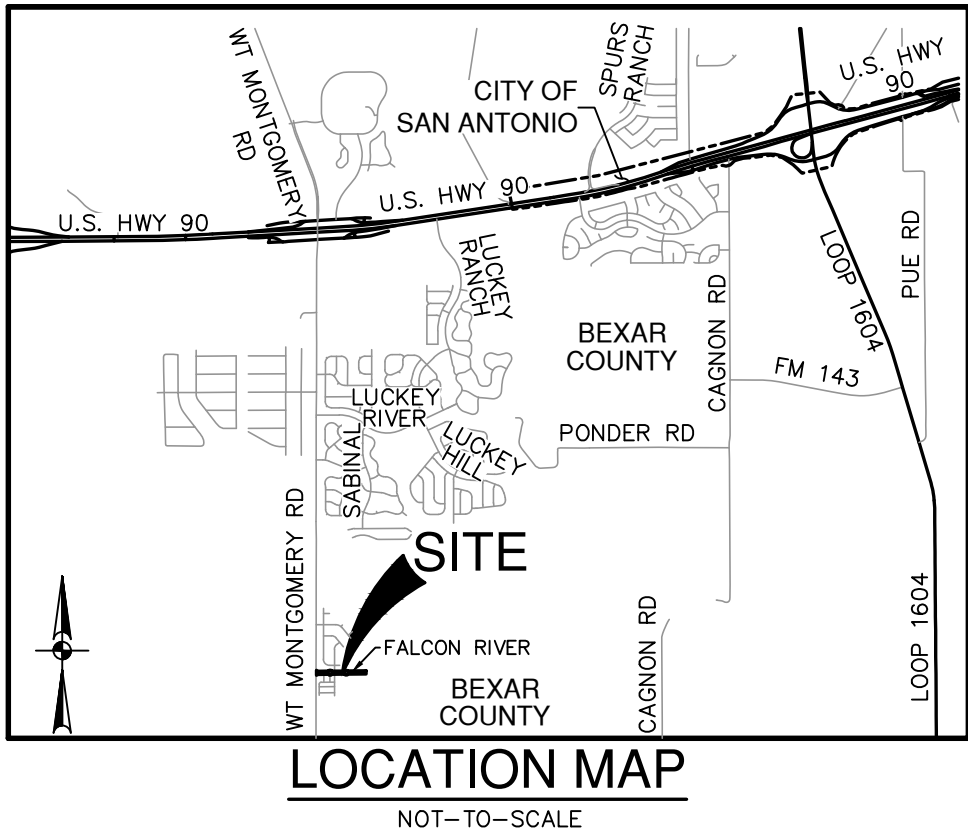 WT MONTGOMERY
RD
SPURS
RANCH
U.S. HWY
90
CITY OF
SAN ANTONIO
U.S. HWY 90
U.S. HWY 90
LUCKEY
RANCH
LOOP 1604
PUE RD
BEXAR
COUNTY
CAGNON RD
FM 143
LUCKEY
RIVER
SABINAL
LUCKEY
HILL
PONDER RD
WT MONTGOMERY RD
SITE
FALCON RIVER
BEXAR
COUNTY
CAGNON RD
LOOP 1604
LOCATION MAP
NOT-TO-SCALE